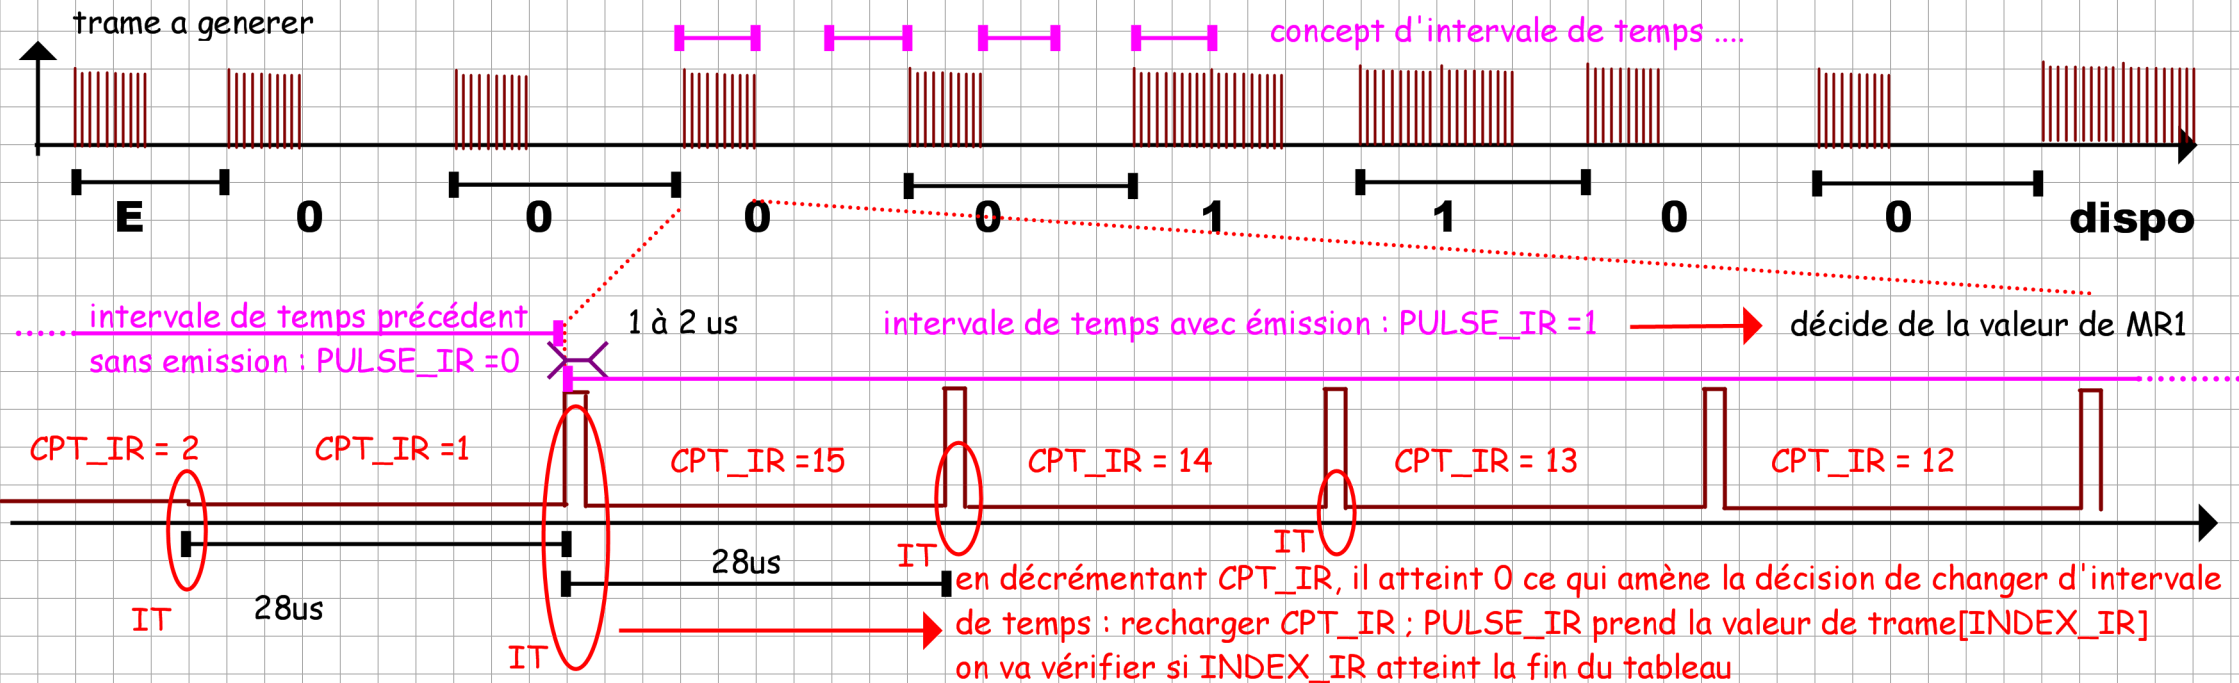 trame a generer
concept d'intervale de temps ....
E 0 0 0 0 1 1 0 0 dispo
intervale de temps précédent
sans emission : PULSE_IR =0
1 à 2 us
intervale de temps avec émission : PULSE_IR =1
décide de la valeur de MR1
CPT_IR = 2
CPT_IR =1
CPT_IR =15
CPT_IR = 14
CPT_IR = 13
CPT_IR = 12
IT
28us
IT
28us
IT
IT
en décrémentant CPT_IR, il atteint 0 ce qui amène la décision de changer d'intervale
de temps : recharger CPT_IR ; PULSE_IR prend la valeur de trame[INDEX_IR]
on va vérifier si INDEX_IR atteint la fin du tableau